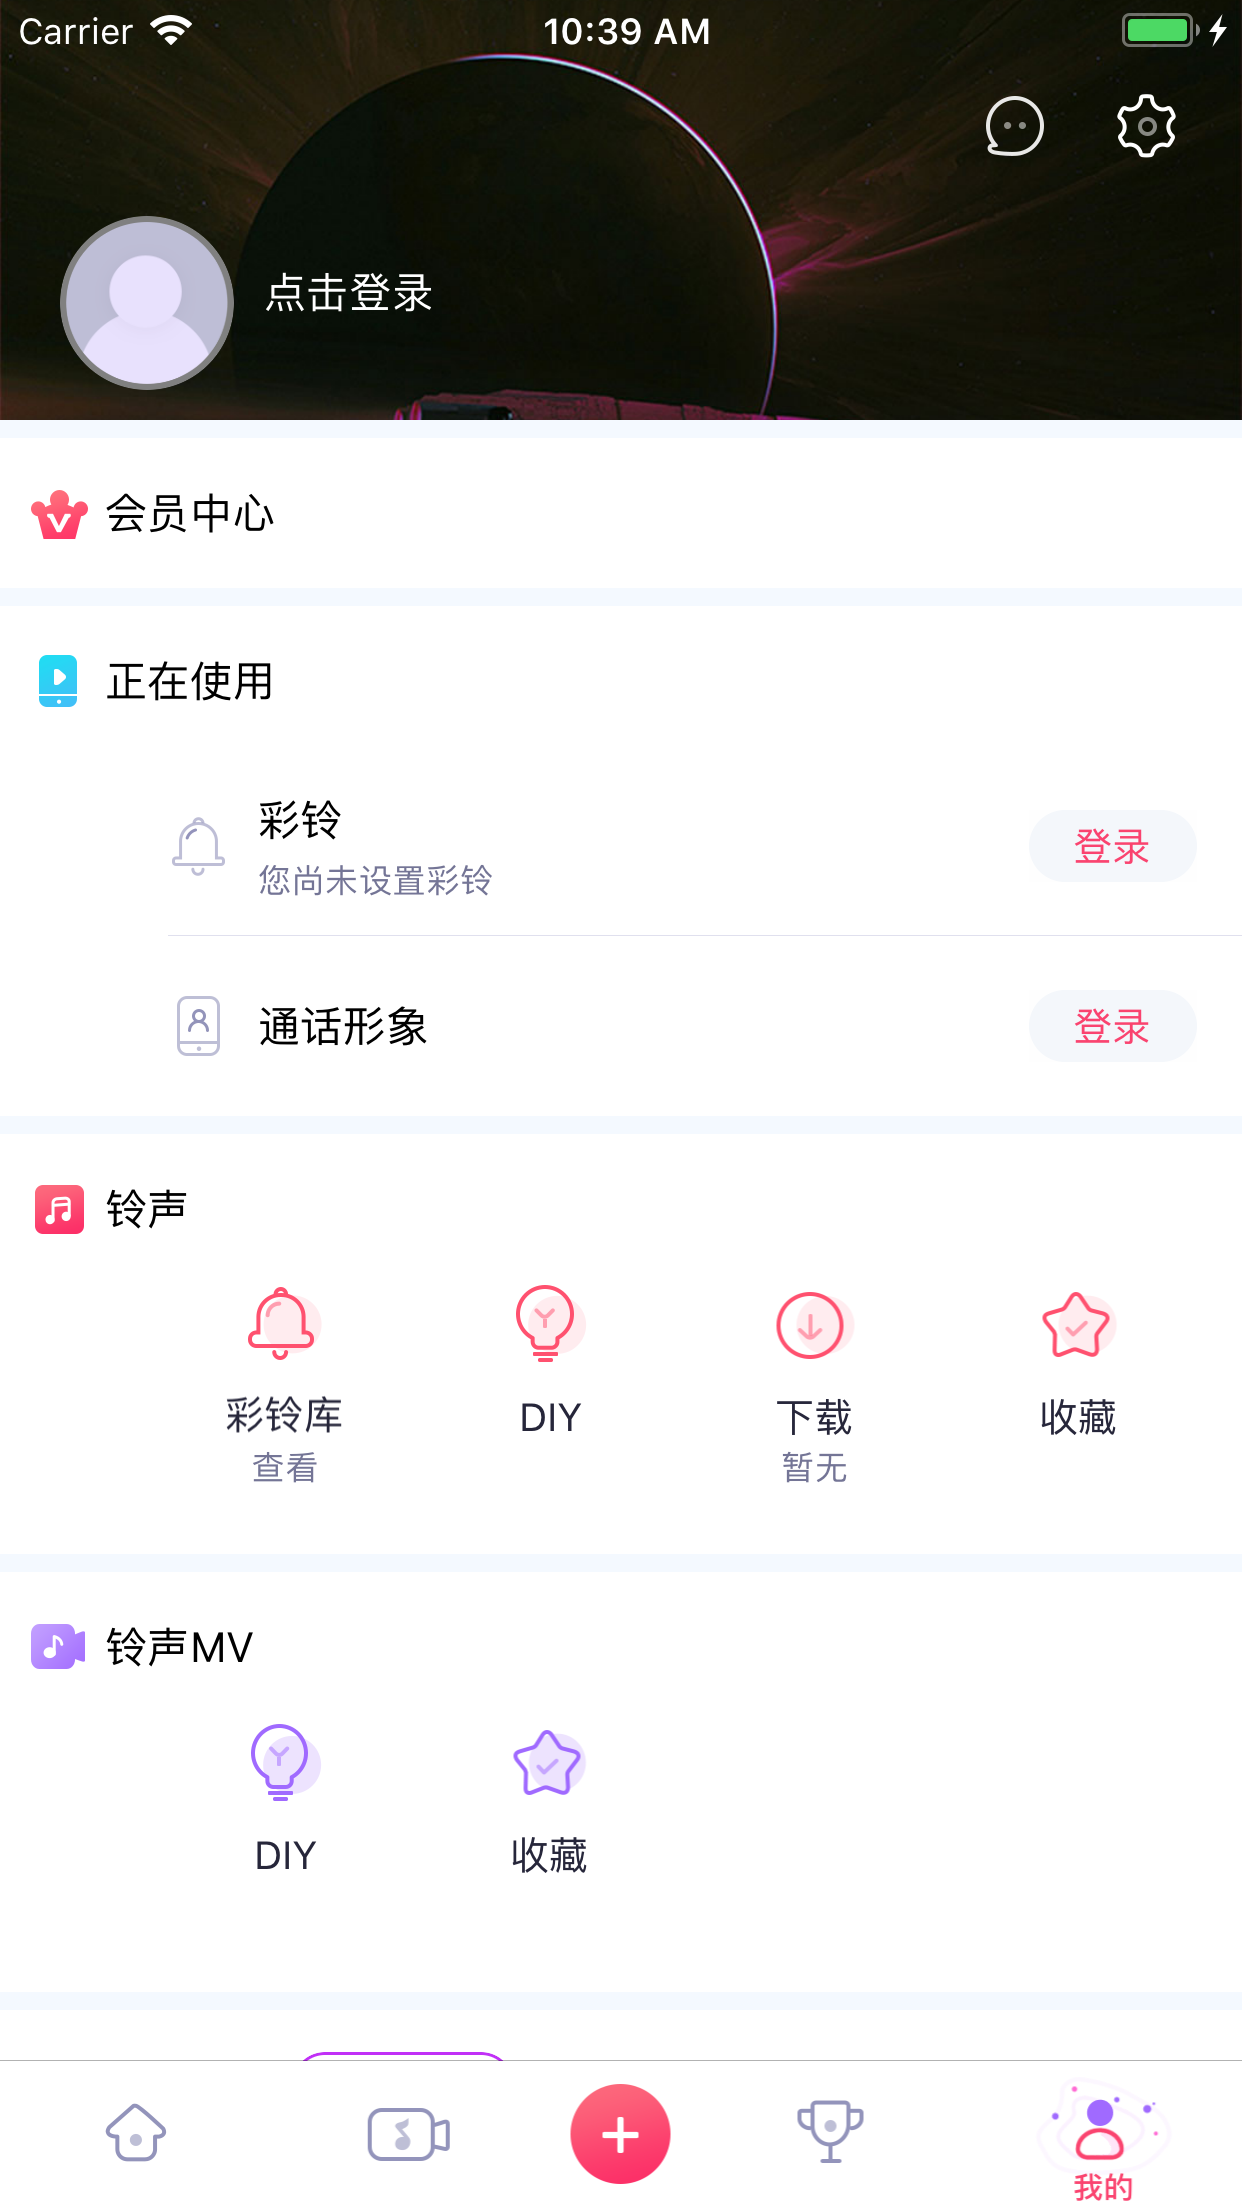 Carrier 10:39 AM
点击登录
会员中心
正在使用
彩铃
您尚未设置彩铃
登录
通话形象
登录
铃声
彩铃库 DIY 下载 收藏
查看 暂无
铃声MV
DIY 收藏
我的